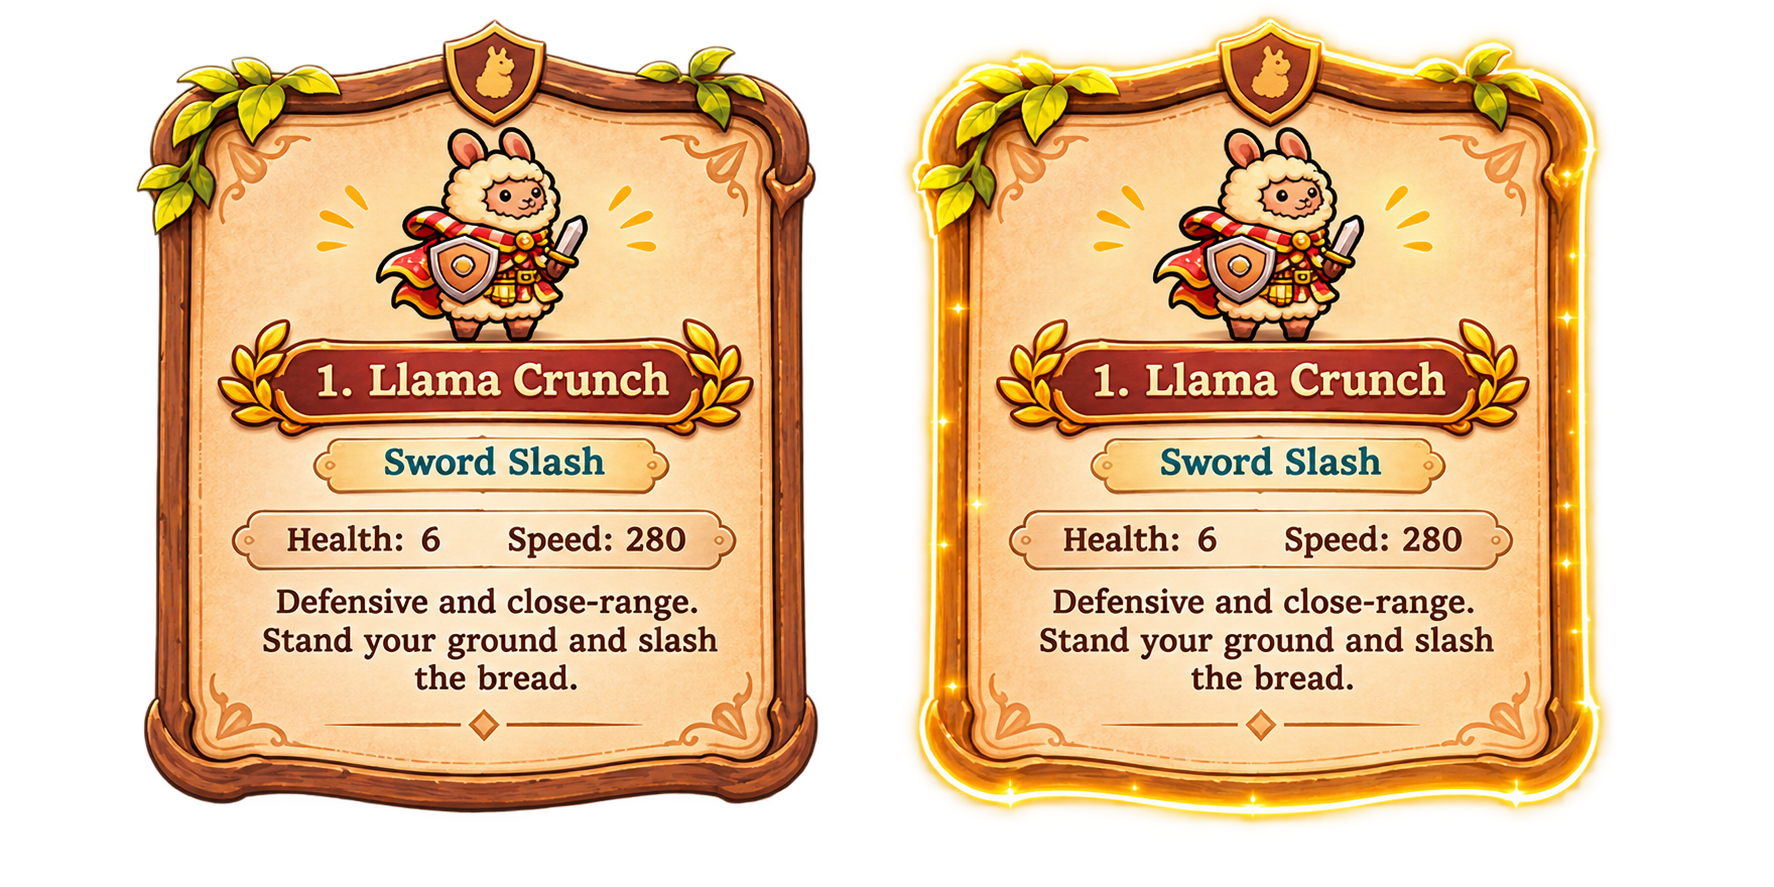 1. Llama Crunch
Sword Slash
Health: 6 Speed: 280
Defensive and close-range.
Stand your ground and slash
the bread.
1. Llama Crunch
Sword Slash
Health: 6 Speed: 280
Defensive and close-range.
Stand your ground and slash
the bread.